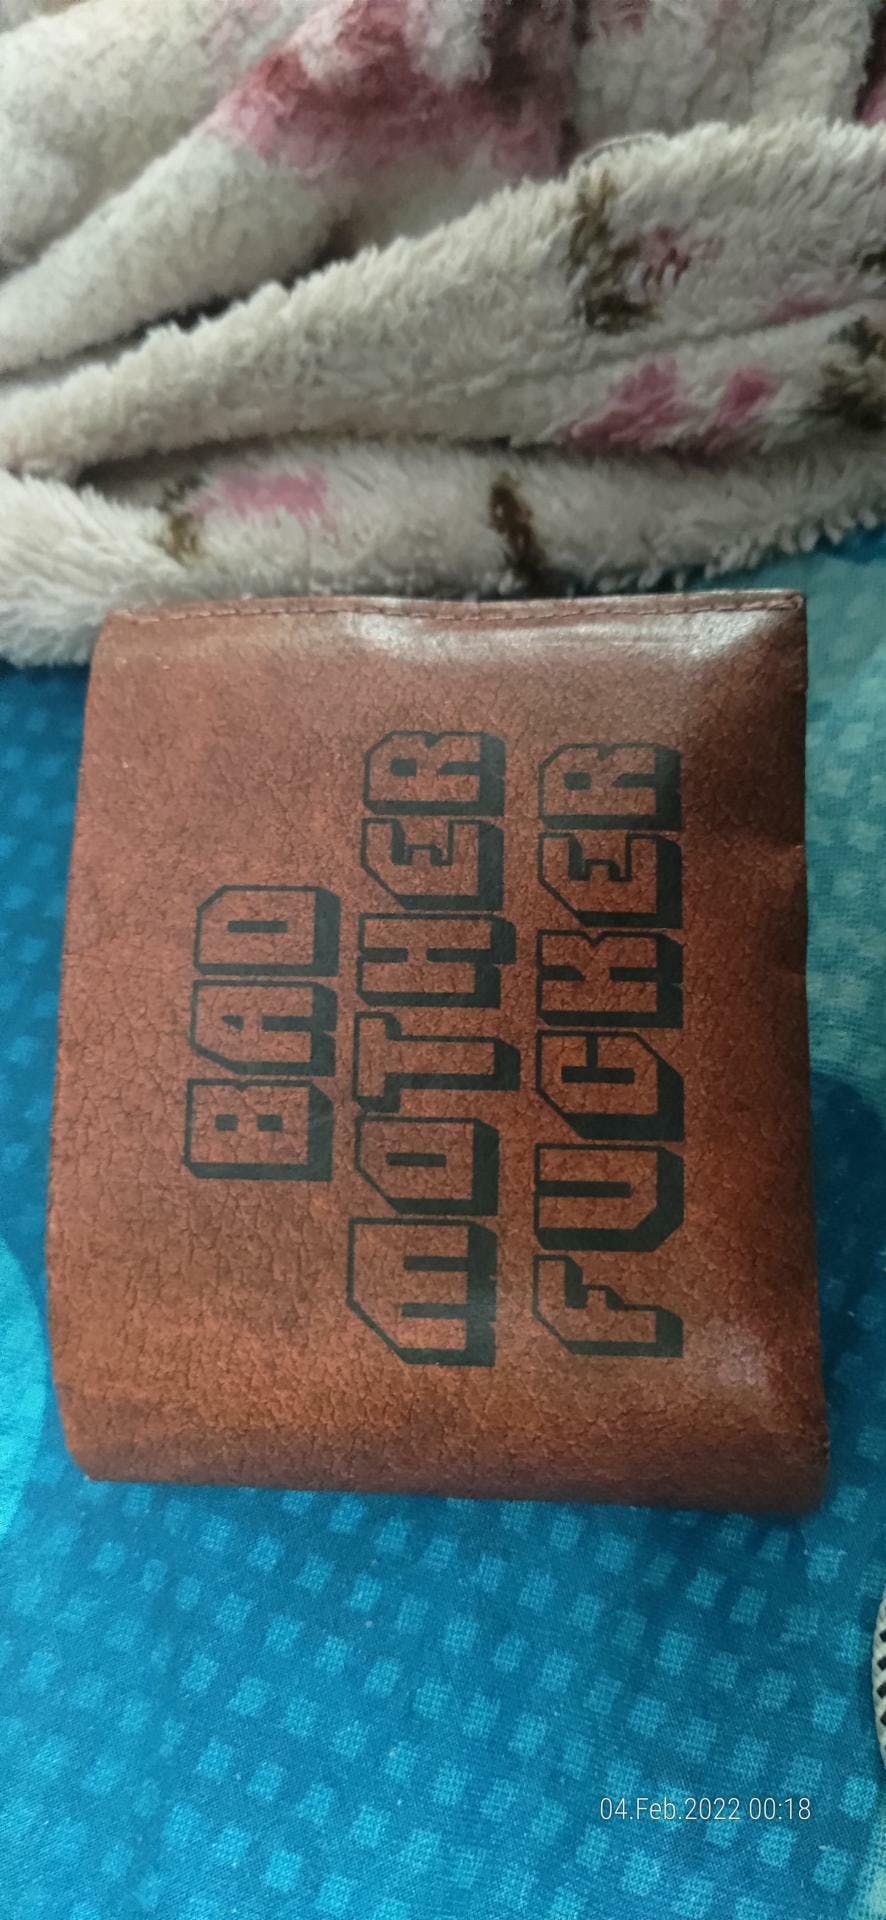 BAD
MOTHER
FUCKER
04.Feb.2022 00:18